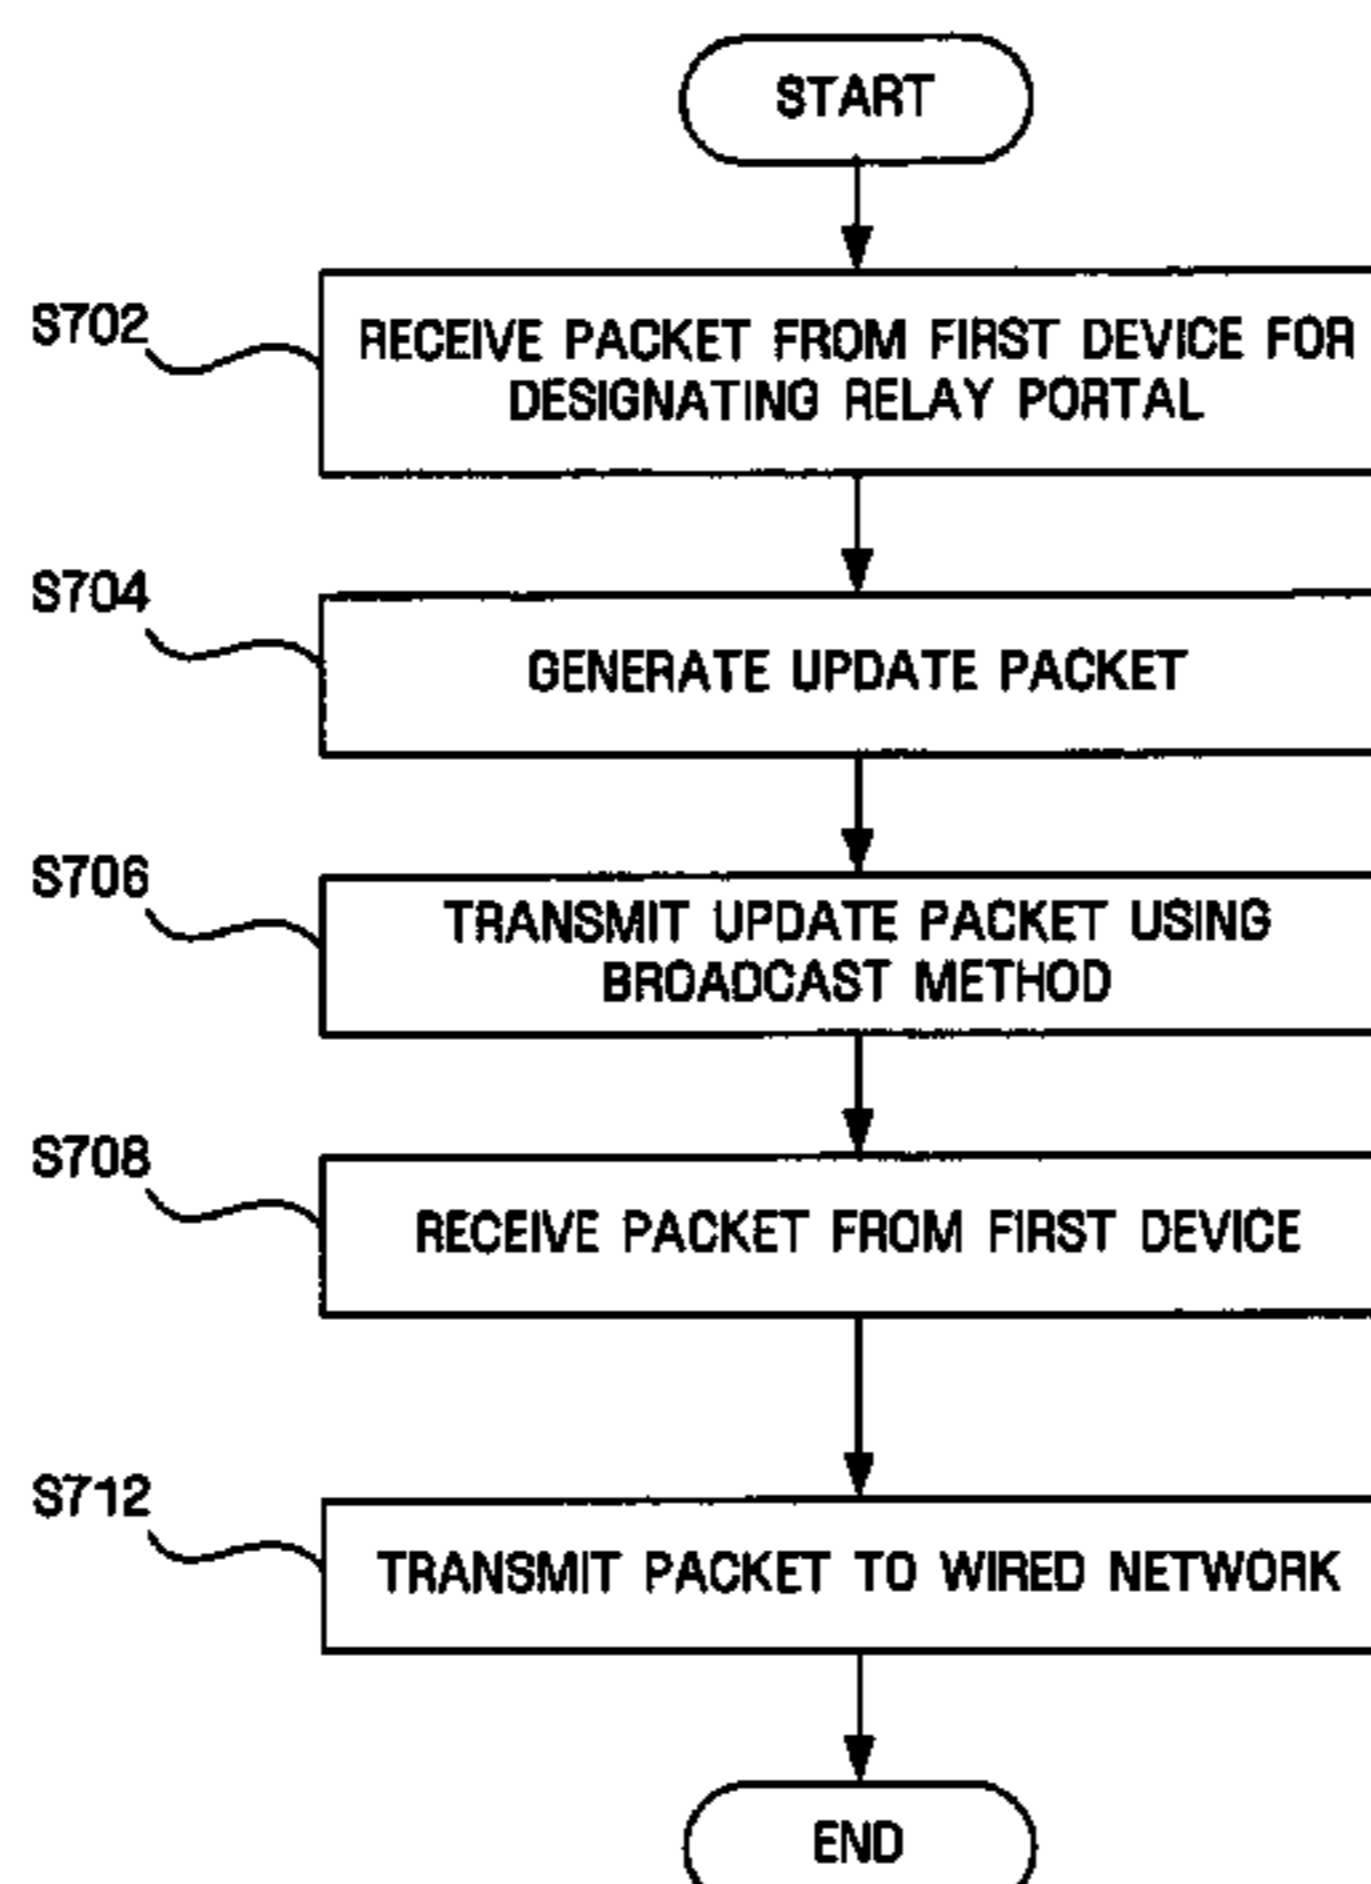 START
S702
RECEIVE PACKET FROM FIRST DEVICE FOR
DESIGNATING RELAY PORTAL
S704
GENERATE UPDATE PACKET
S706
TRANSMIT UPDATE PACKET USING
BROADCAST METHOD
S708
RECEIVE PACKET FROM FIRST DEVICE
S712
TRANSMIT PACKET TO WIRED NETWORK
END